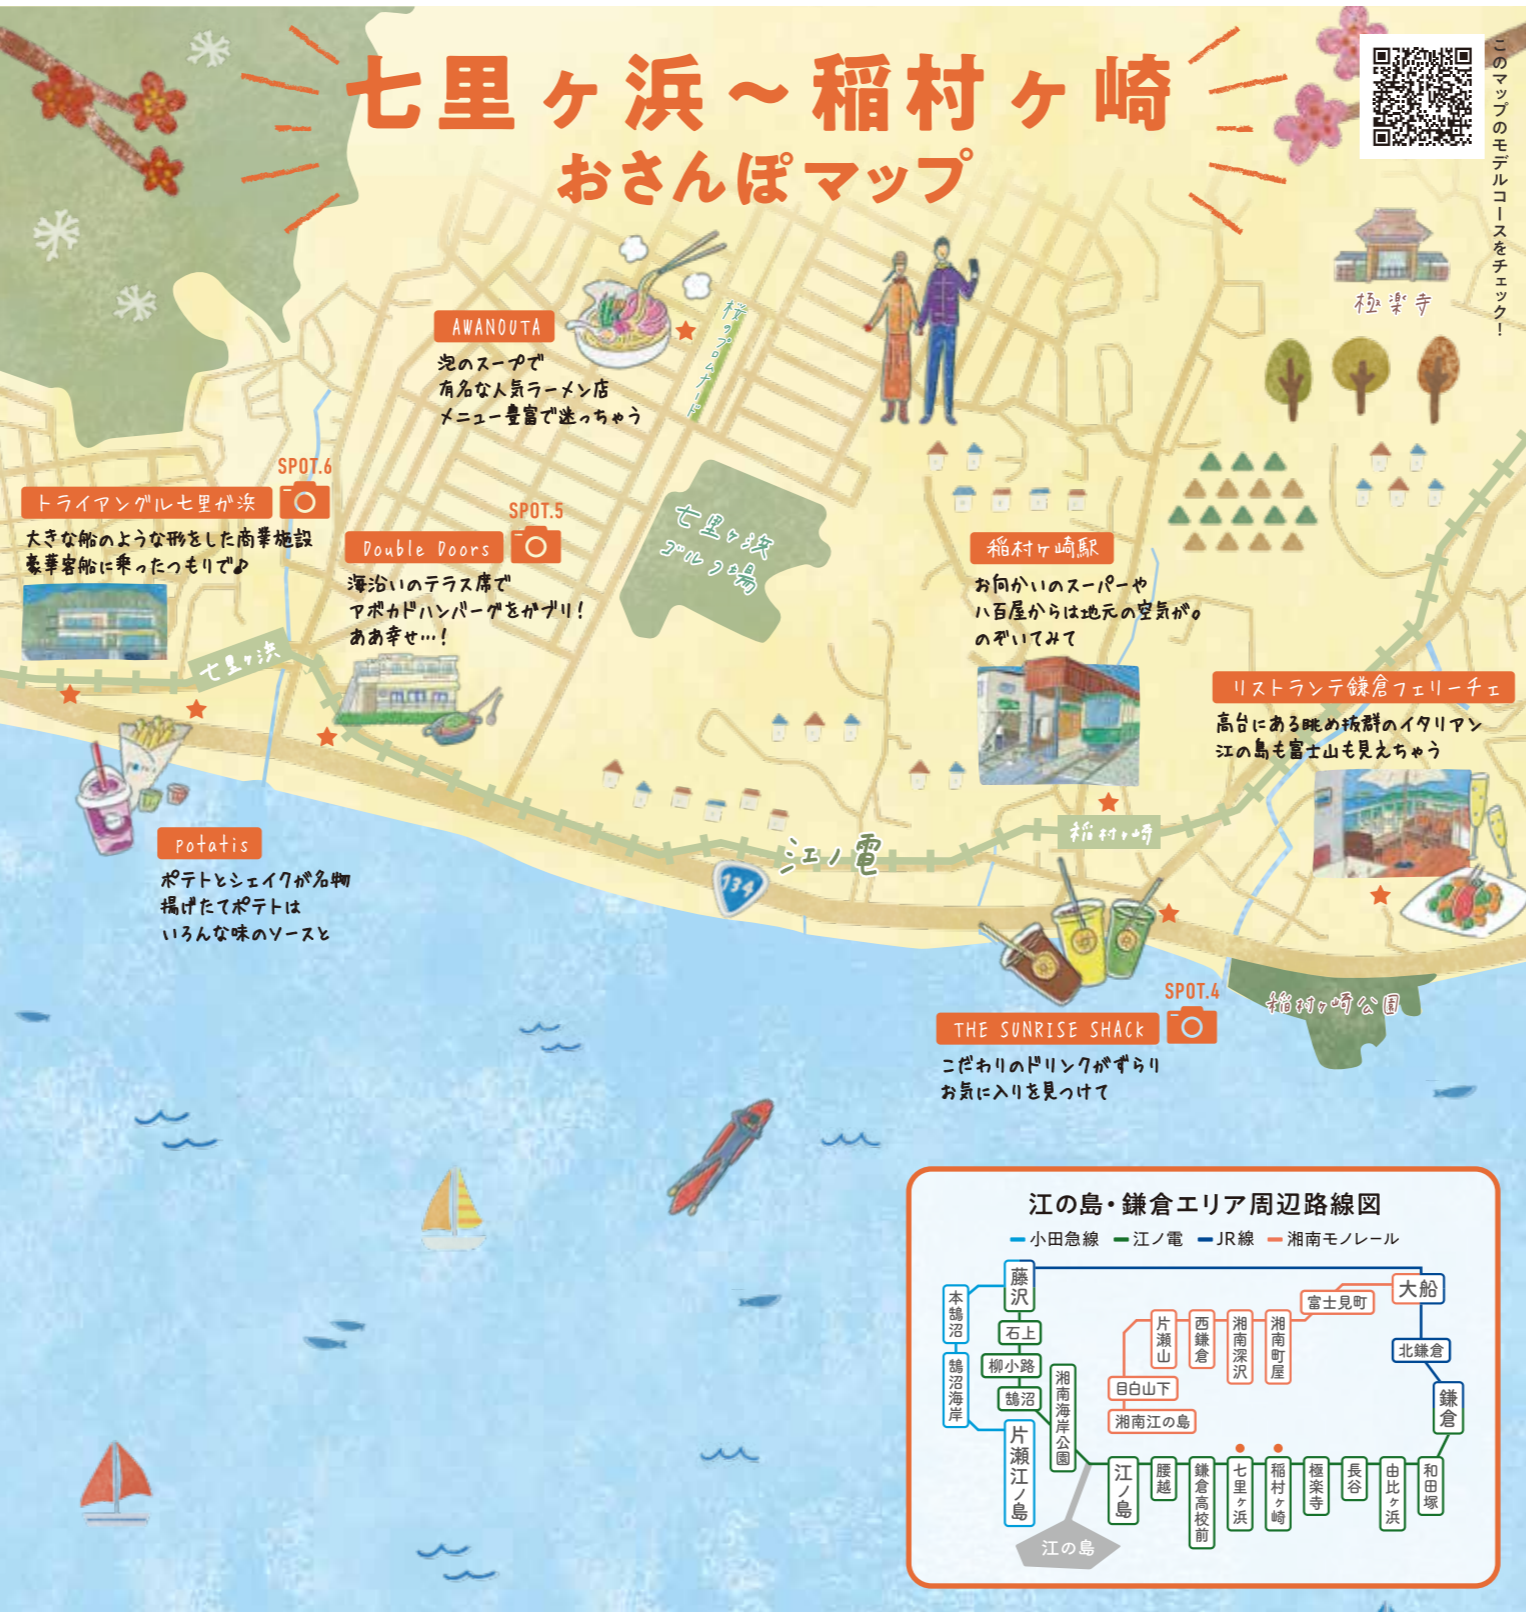 七里ヶ浜～稲村ヶ崎
おさんぽマップ
このマップのモデルコースをチェック！
極楽寺
AWANOUTA
泡のスープで
有名な人気ラーメン店
メニュー豊富で迷っちゃう
桜のプロムナード
SPOT.6
トライアングル七里が浜
大きな船のような形をした商業施設
豪華客船に乗ったつもりで♪
SPOT.5
Double Doors
海沿いのテラス席で
アボカドハンバーグをがブリ！
ああ幸せ…！
七里ヶ浜
ゴルフ場
稲村ヶ崎駅
お向かいのスーパーや
八百屋からは地元の空気が。
のぞいてみて
リストランテ鎌倉フェリーチェ
高台にある眺め抜群のイタリアン
江の島も富士山も見えちゃう
七里ヶ浜
potatis
ポテトとシェイクが名物
揚げたてポテトは
いろんな味のソースと
134
江ノ電
稲村ヶ崎
SPOT.4
THE SUNRISE SHACK
こだわりのドリンクがずらり
お気に入りを見つけて
稲村ヶ崎公園
江の島・鎌倉エリア周辺路線図
小田急線 江ノ電 JR線 湘南モノレール
藤沢
本鵠沼
鵠沼海岸
片瀬江ノ島
石上
柳小路
鵠沼
湘南海岸公園
江ノ島
腰越
鎌倉高校前
七里ヶ浜
稲村ヶ崎
極楽寺
長谷
由比ヶ浜
和田塚
鎌倉
北鎌倉
大船
富士見町
湘南町屋
湘南深沢
西鎌倉
片瀬山
目白山下
湘南江の島
江の島